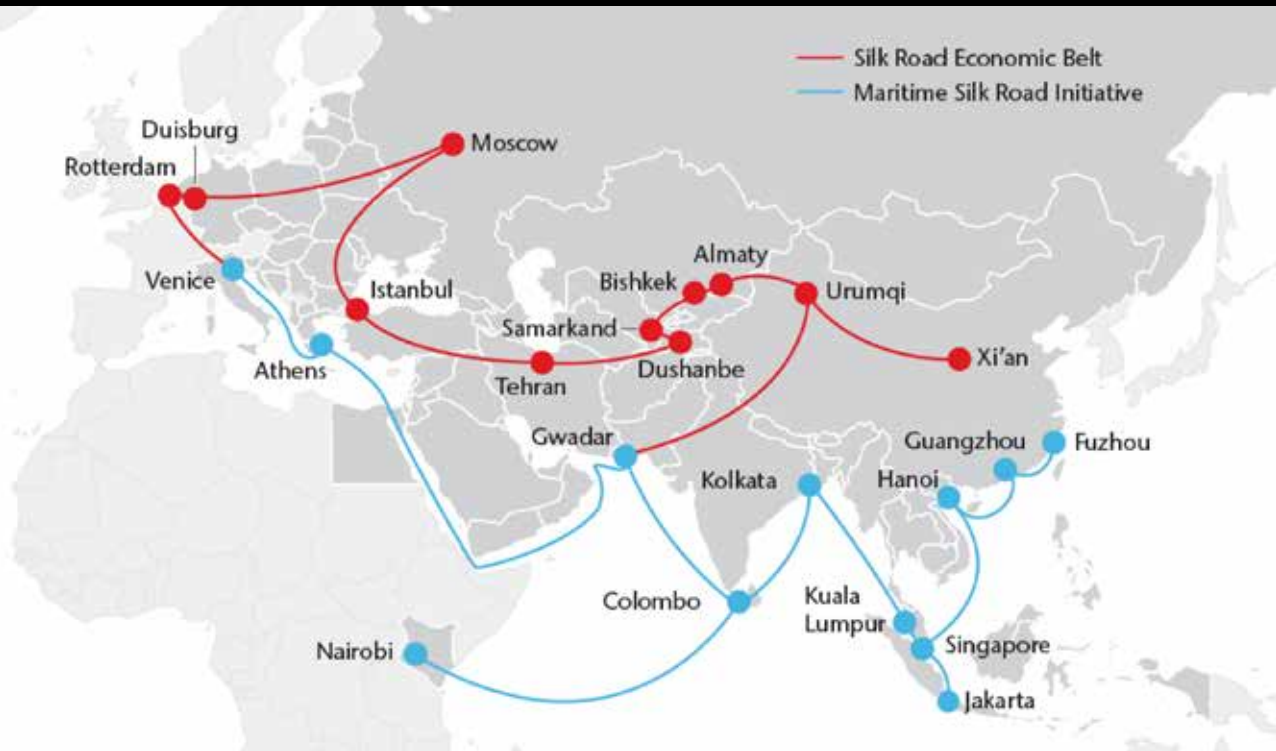 Silk Road Economic Belt
Maritime Silk Road Initiative
Duisburg
Moscow
Rotterdam
Almaty
Venice
Istanbul
Bishkek
Urumqi
Samarkand
Athens
Tehran
Dushanbe
Xi'an
Gwadar
Guangzhou
Fuzhou
Kolkata
Hanoi
Colombo
Kuala
Lumpur
Nairobi
Singapore
Jakarta